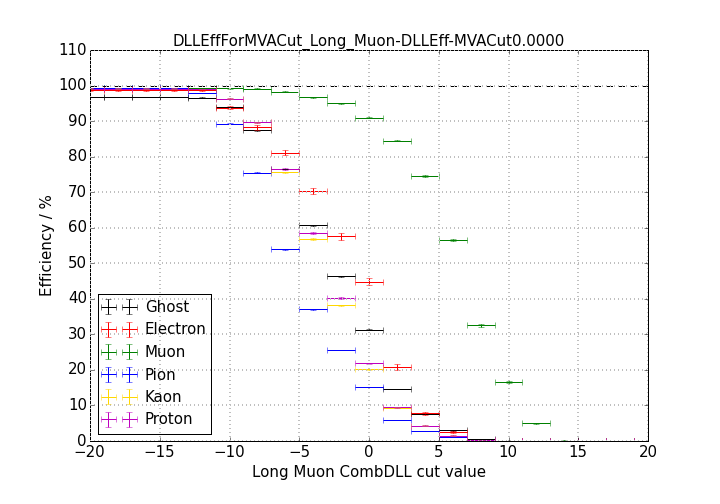 DLLEffForMVACut_Long_Muon-DLLEff-MVACut0.0000
110
100
90
80
70
60
50
40
30
20
10
0
Efficiency / %
Ghost
Electron
Muon
Pion
Kaon
Proton
−20 −15 −10 −5 0 5 10 15 20
Long Muon CombDLL cut value